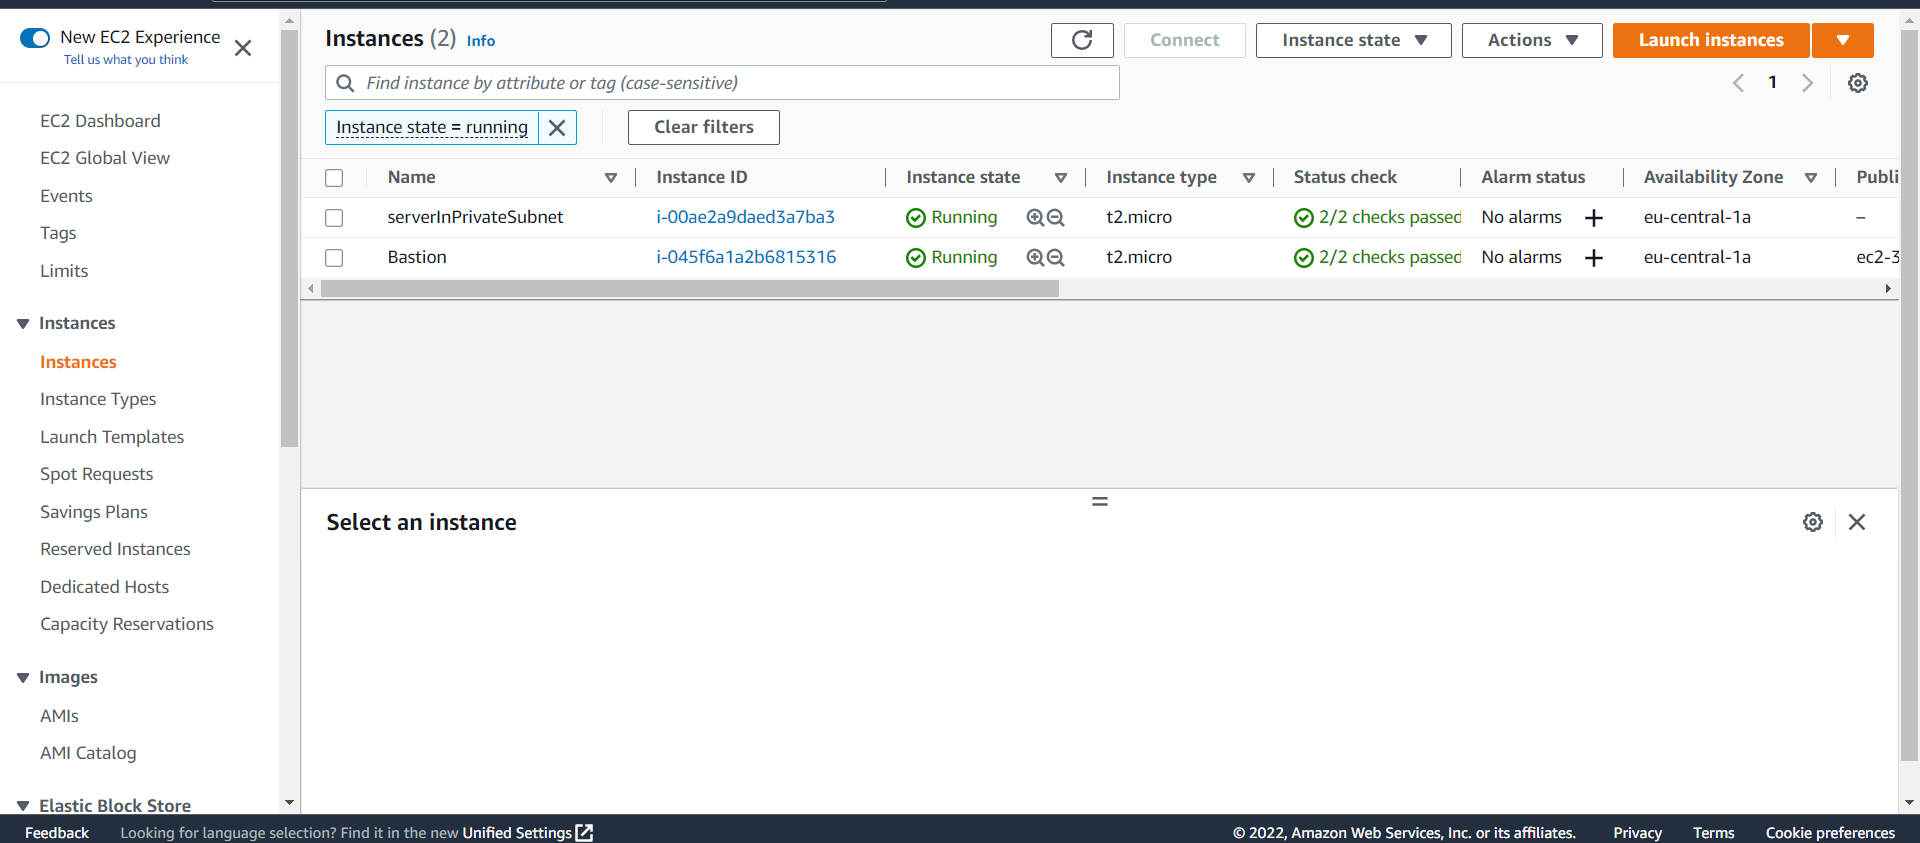 New EC2 Experience
Tell us what you think
EC2 Dashboard
EC2 Global View
Events
Tags
Limits
Instances
Instances
Instance Types
Launch Templates
Spot Requests
Savings Plans
Reserved Instances
Dedicated Hosts
Capacity Reservations
Images
AMIs
AMI Catalog
Elastic Block Store
Instances (2) Info
Connect
Instance state
Actions
Launch instances
Find instance by attribute or tag (case-sensitive)
1
Instance state = running
Clear filters
Name Instance ID Instance state Instance type Status check Alarm status Availability Zone Publi
serverInPrivateSubnet i-00ae2a9daed3a7ba3 Running t2.micro 2/2 checks passed No alarms + eu-central-1a –
Bastion i-045f6a1a2b6815316 Running t2.micro 2/2 checks passed No alarms + eu-central-1a ec2-3
Select an instance
Feedback Looking for language selection? Find it in the new Unified Settings © 2022, Amazon Web Services, Inc. or its affiliates. Privacy Terms Cookie preferences